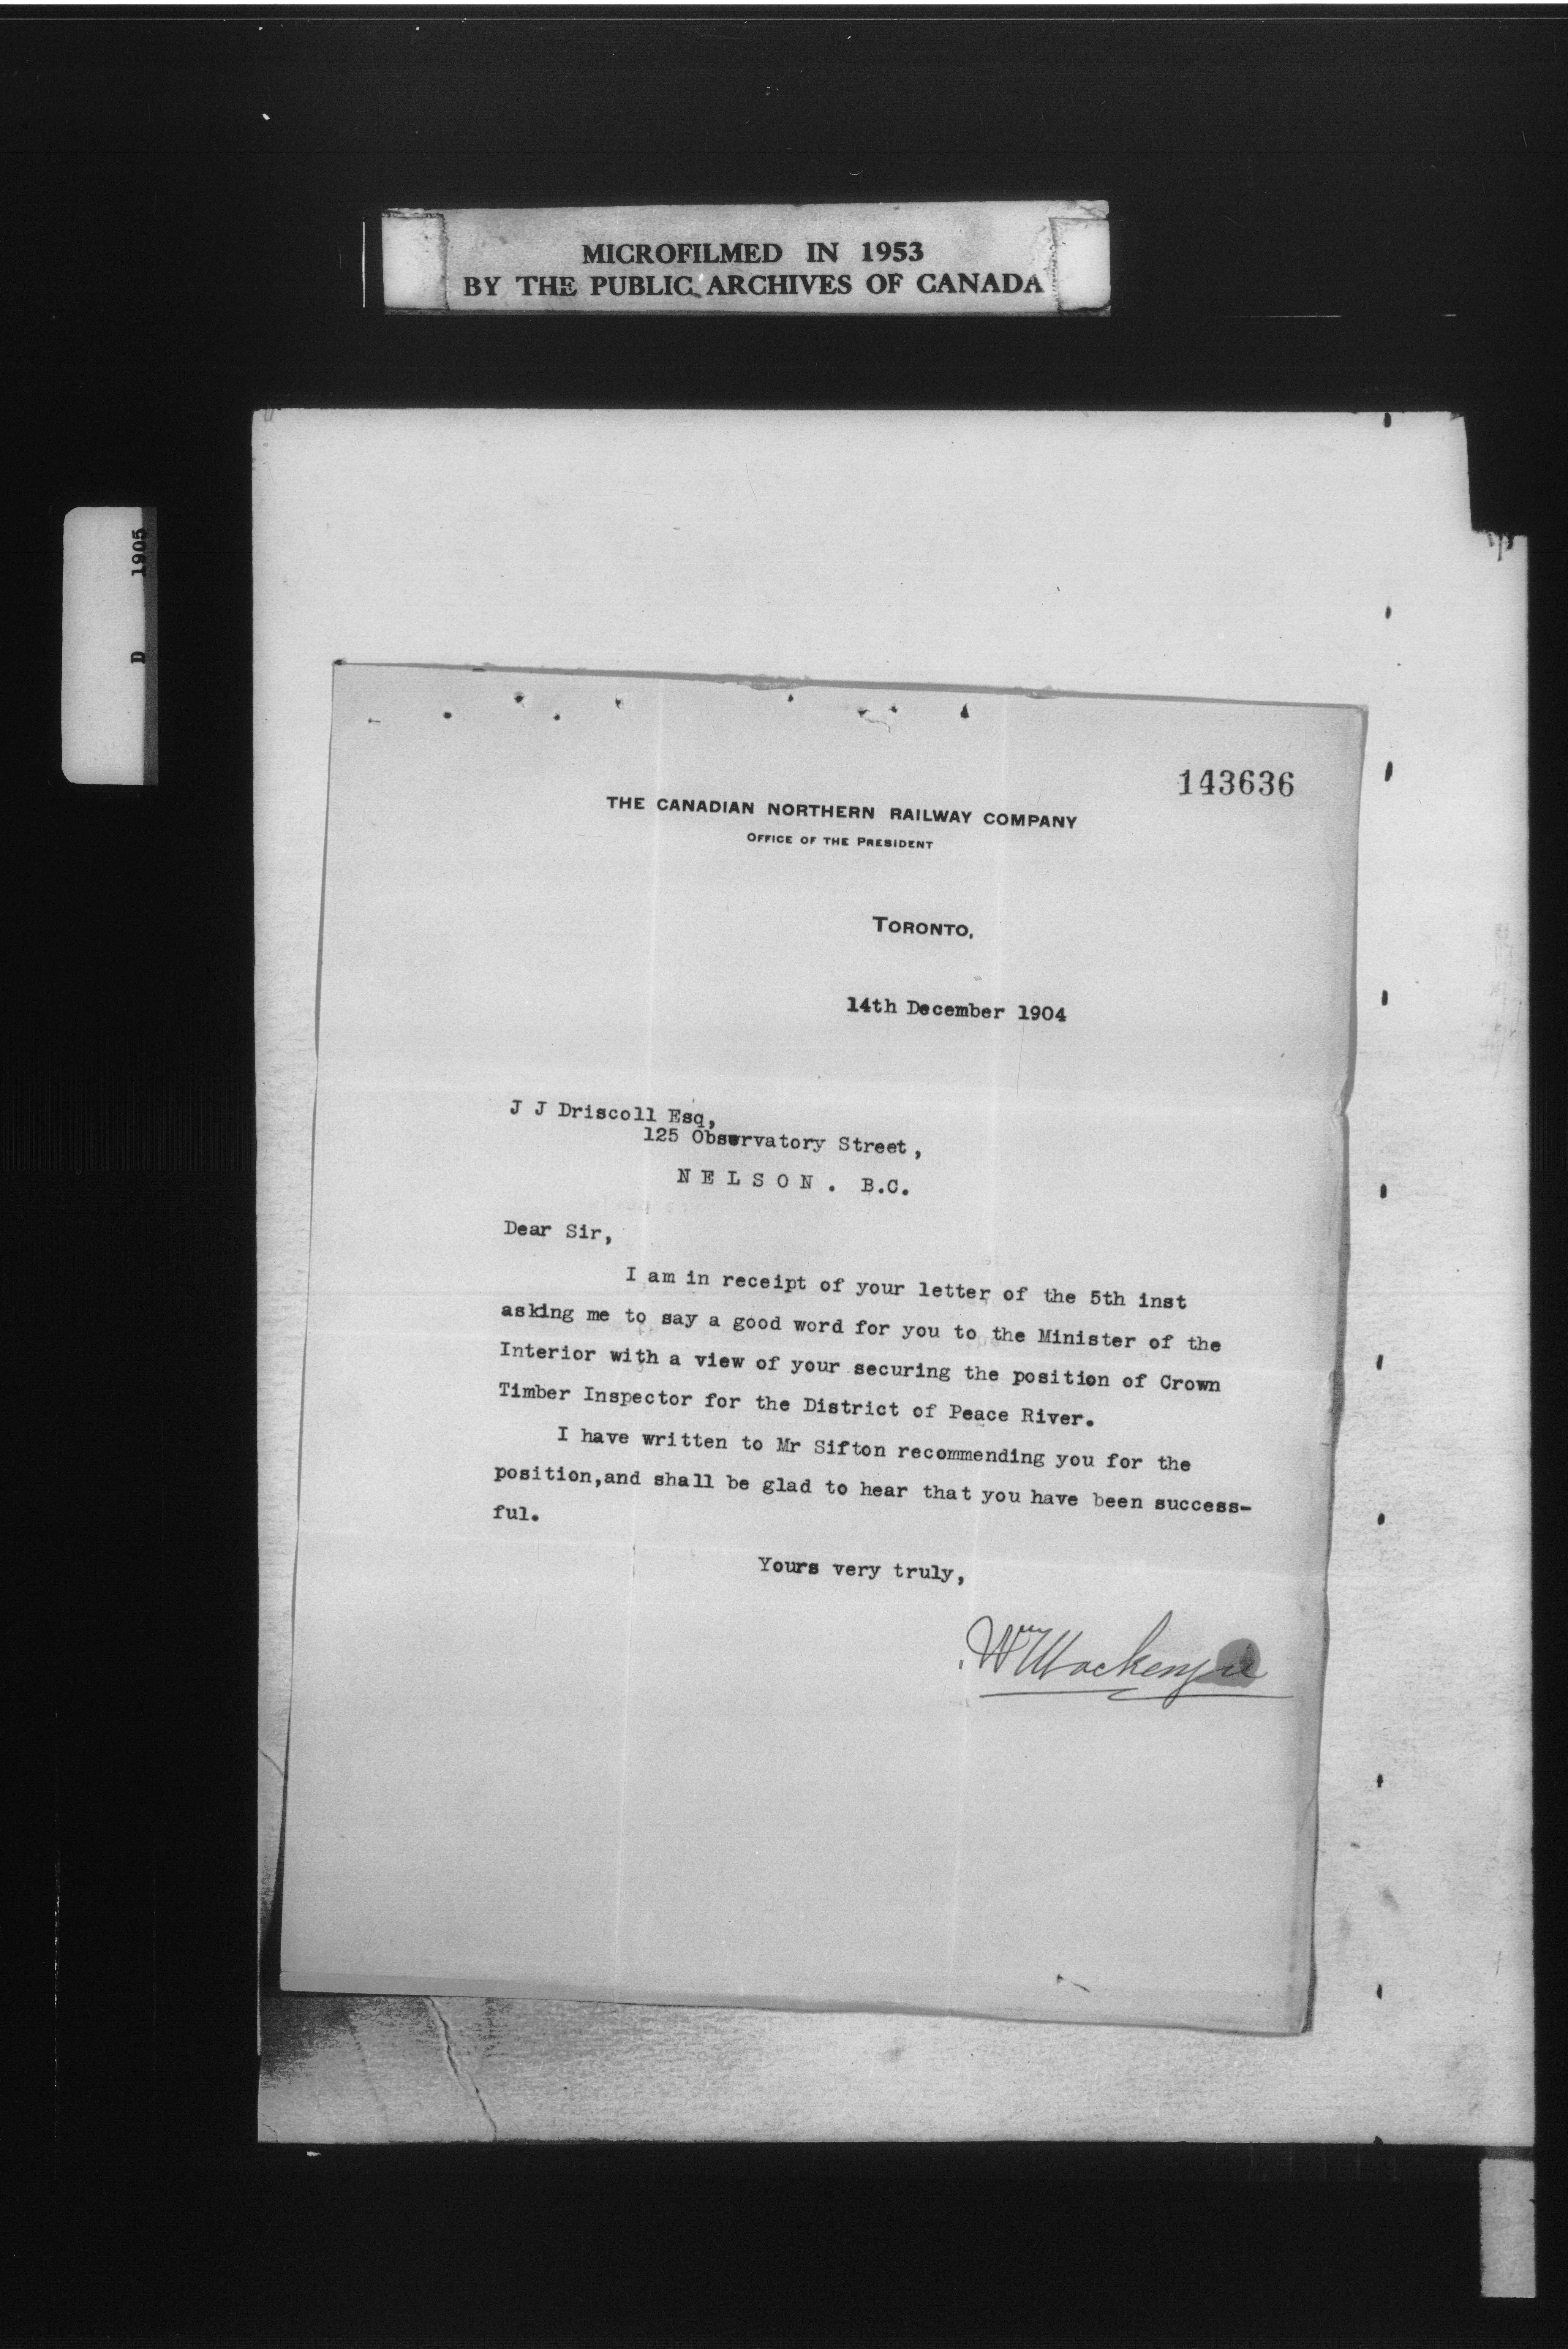 MICROFILMED IN 1953
BY THE PUBLIC ARCHIVES OF CANADA
D 1905
143636
THE CANADIAN NORTHERN RAILWAY COMPANY
OFFICE OF THE PRESIDENT
TORONTO,
14th December 1904
J J Driscoll Esq,
125 Observatory Street,
N E L S O N . B.C.
Dear Sir,
I am in receipt of your letter of the 5th inst
asking me to say a good word for you to the Minister of the
Interior with a view of your securing the position of Crown
Timber Inspector for the District of Peace River.
I have written to Mr Sifton recommending you for the
position,and shall be glad to hear that you have been success-
ful.
Yours very truly,
Wm Mackenzie